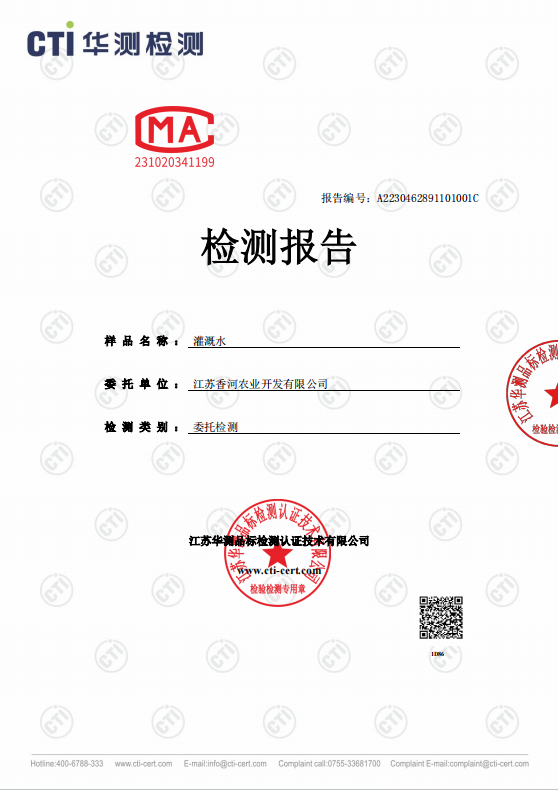 CTI 华测检测
MA
231020341199
报告编号：A2230462891101001C
检测报告
样品名称：灌溉水
委托单位：江苏香河农业开发有限公司
检测类别：委托检测
江苏华测品标检测认证技术有限公司
www.cti-cert.com
江苏华测品标检测认证技术有限公司
检验检测专用章
江苏华测品标检测
检验检
1D86
Hotline:400-6788-333 www.cti-cert.com E-mail:info@cti-cert.com Complaint call:0755-33681700 Complaint E-mail:complaint@cti-cert.com